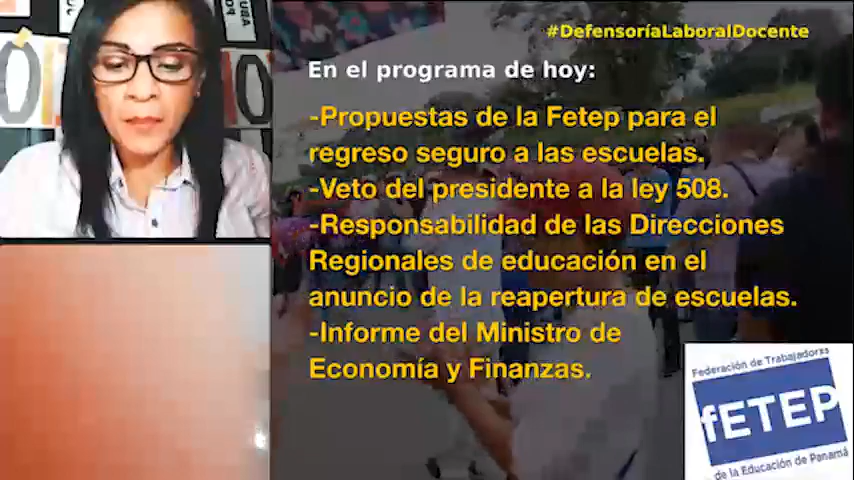 #DefensoríaLaboralDocente
En el programa de hoy:
-Propuestas de la Fetep para el
regreso seguro a las escuelas.
-Veto del presidente a la ley 508.
-Responsabilidad de las Direcciones
Regionales de educación en el
anuncio de la reapertura de escuelas.
-Informe del Ministro de
Economía y Finanzas.
Federación de Trabajadores
fETEP
de la Educación de Panamá